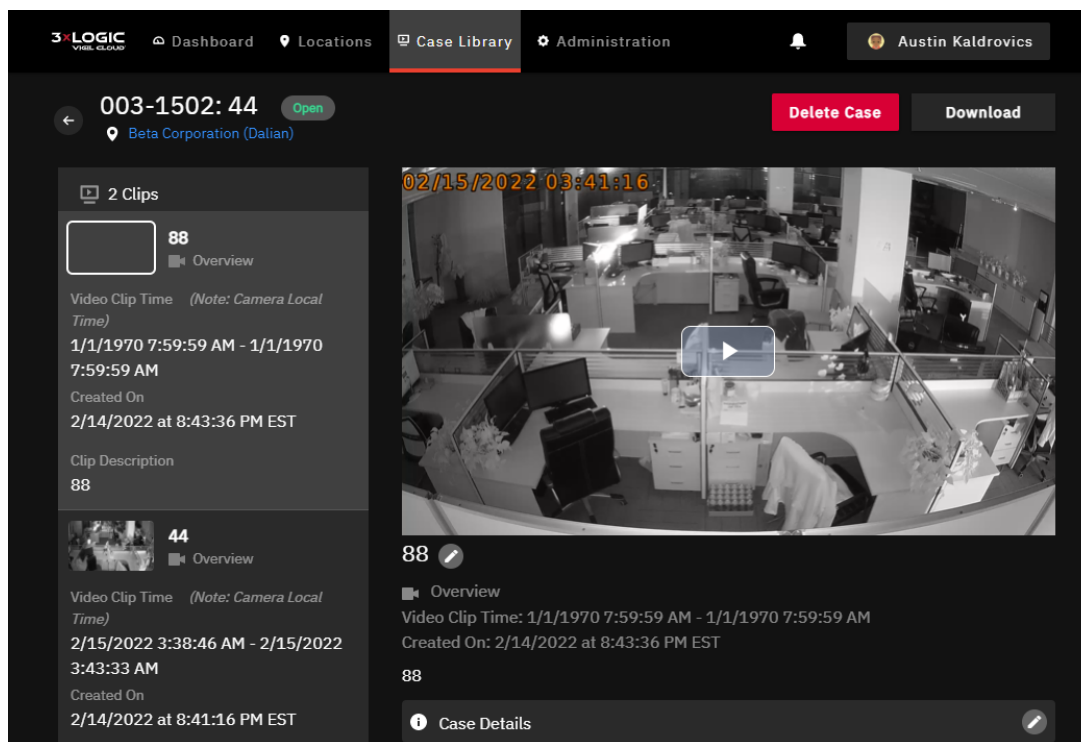 3×LOGIC
VIGIL CLOUD
Dashboard
Locations
Case Library
Administration
Austin Kaldrovics
003-1502: 44
Open
Beta Corporation (Dalian)
Delete Case
Download
2 Clips
88
Overview
Video Clip Time (Note: Camera Local
Time)
1/1/1970 7:59:59 AM - 1/1/1970
7:59:59 AM
Created On
2/14/2022 at 8:43:36 PM EST
Clip Description
88
44
Overview
Video Clip Time (Note: Camera Local
Time)
2/15/2022 3:38:46 AM - 2/15/2022
3:43:33 AM
Created On
2/14/2022 at 8:41:16 PM EST
02/15/2022 03:41:16
88
Overview
Video Clip Time: 1/1/1970 7:59:59 AM - 1/1/1970 7:59:59 AM
Created On: 2/14/2022 at 8:43:36 PM EST
88
Case Details